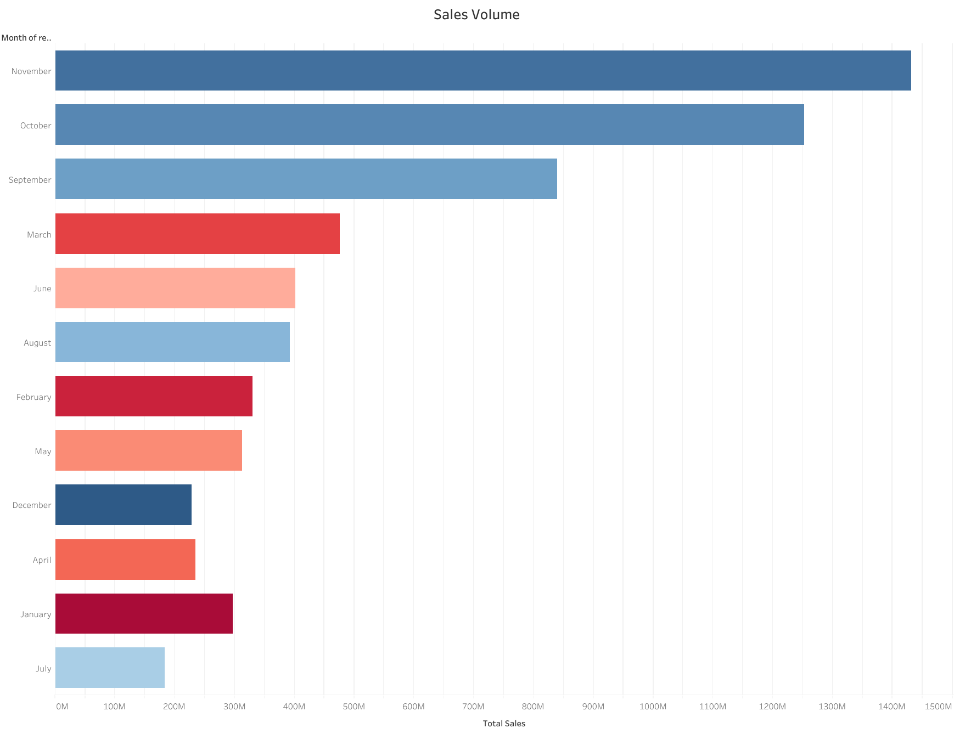 Sales Volume
Month of re..
November
October
September
March
June
August
February
May
December
April
January
July
0M 100M 200M 300M 400M 500M 600M 700M 800M 900M 1000M 1100M 1200M 1300M 1400M 1500M
Total Sales